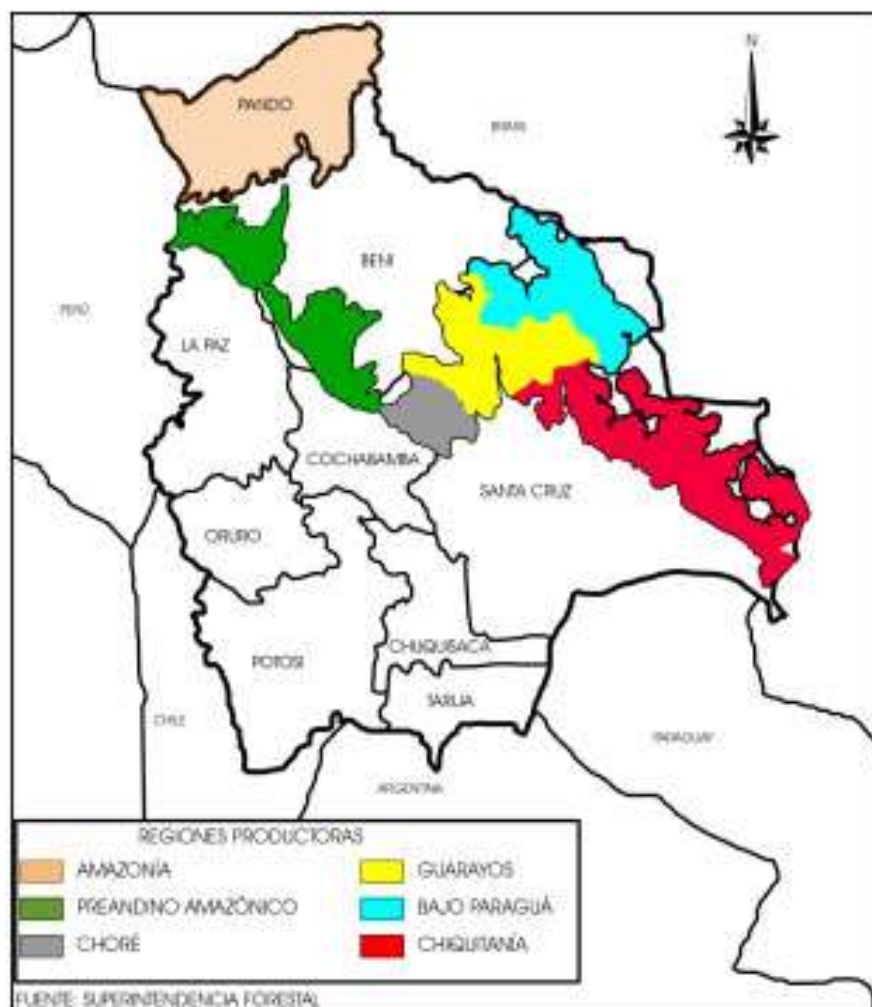 N
PANDO
BRASIL
BENI
PERÚ
LA PAZ
COCHABAMBA
SANTA CRUZ
ORURO
CHUQUISACA
POTOSI
TARIJA
CHILE
PARAGUAY
ARGENTINA
REGIONES PRODUCTORAS
AMAZONÍA
GUARAYOS
PREANDINO AMAZÓNICO
BAJO PARAGUÁ
CHORÉ
CHIQUITANÍA
FUENTE: SUPERINTENDENCIA FORESTAL